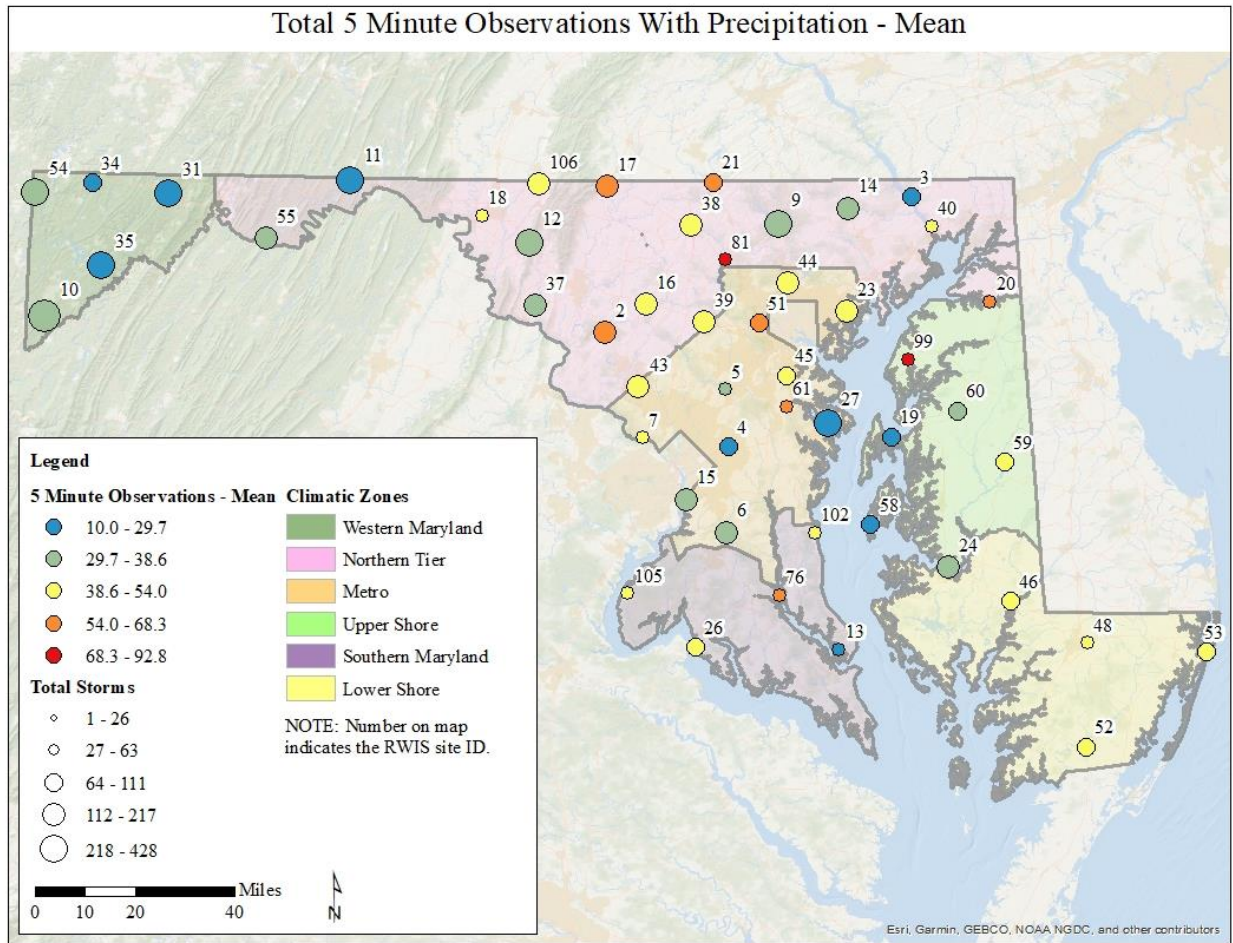 Total 5 Minute Observations With Precipitation - Mean
54
34
31
11
106
17
21
3
18
12
38
9
14
40
55
35
10
81
44
37
16
39
51
23
20
2
99
43
5
45
61
60
7
27
19
4
59
15
6
102
58
24
105
76
46
26
13
48
53
52
Legend
5 Minute Observations - Mean
10.0 - 29.7
29.7 - 38.6
38.6 - 54.0
54.0 - 68.3
68.3 - 92.8
Total Storms
1 - 26
27 - 63
64 - 111
112 - 217
218 - 428
Climatic Zones
Western Maryland
Northern Tier
Metro
Upper Shore
Southern Maryland
Lower Shore
NOTE: Number on map
indicates the RWIS site ID.
Miles
0 10 20 40
N
Esri, Garmin, GEBCO, NOAA NGDC, and other contributors